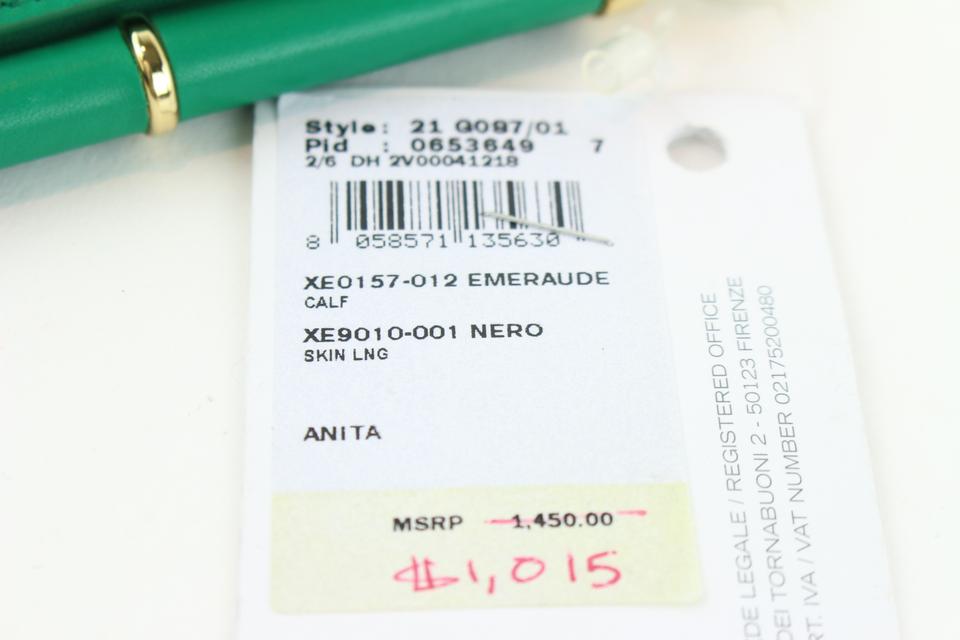 Style: 21 G097/01
Pid : 0653649 7
2/6 DH 2V00041218
8 058571 135630
XE0157-012 EMERAUDE
CALF
XE9010-001 NERO
SKIN LNG
ANITA
MSRP 1,450.00
$1,015
DE LEGALE / REGISTERED OFFICE
DEI TORNABUONI 2 - 50123 FIRENZE
RT. IVA / VAT NUMBER 02175200480